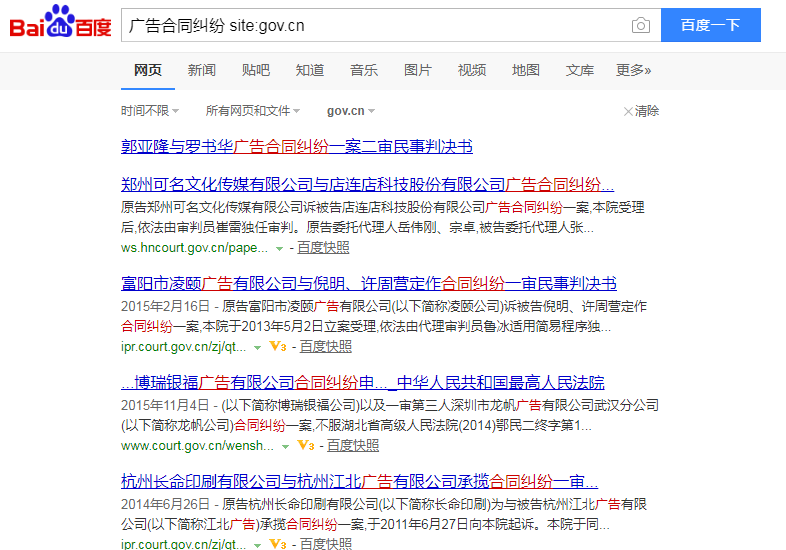 Bai du 百度
广告合同纠纷 site:gov.cn
百度一下
网页 新闻 贴吧 知道 音乐 图片 视频 地图 文库 更多»
时间不限 所有网页和文件 gov.cn 清除
郭亚隆与罗书华广告合同纠纷一案二审民事判决书
郑州可名文化传媒有限公司与店连店科技股份有限公司广告合同纠纷...
原告郑州可名文化传媒有限公司诉被告店连店科技股份有限公司广告合同纠纷一案,本院受理
后,依法由审判员崔雷独任审判。原告委托代理人岳伟刚、宗卓,被告委托代理人张...
ws.hncourt.gov.cn/pape... - 百度快照
富阳市凌颐广告有限公司与倪明、许周营定作合同纠纷一审民事判决书
2015年2月16日 - 原告富阳市凌颐广告有限公司(以下简称凌颐公司)诉被告倪明、许周营定作
合同纠纷一案,本院于2013年5月2日立案受理,依法由代理审判员鲁冰适用简易程序独...
ipr.court.gov.cn/zj/qt... V3 - 百度快照
...博瑞银福广告有限公司合同纠纷申..._中华人民共和国最高人民法院
2015年11月4日 - (以下简称博瑞银福公司)以及一审第三人深圳市龙帆广告有限公司武汉分公司
(以下简称龙帆公司)合同纠纷一案,不服湖北省高级人民法院(2014)鄂民二终字第1...
www.court.gov.cn/wensh... V3 - 百度快照
杭州长命印刷有限公司与杭州江北广告有限公司承揽合同纠纷一审...
2014年6月26日 - 原告杭州长命印刷有限公司(以下简称长命印刷)为与被告杭州江北广告有限
公司(以下简称江北广告)承揽合同纠纷一案,于2011年6月27日向本院起诉。本院于同...
ipr.court.gov.cn/zj/qt... V3 - 百度快照